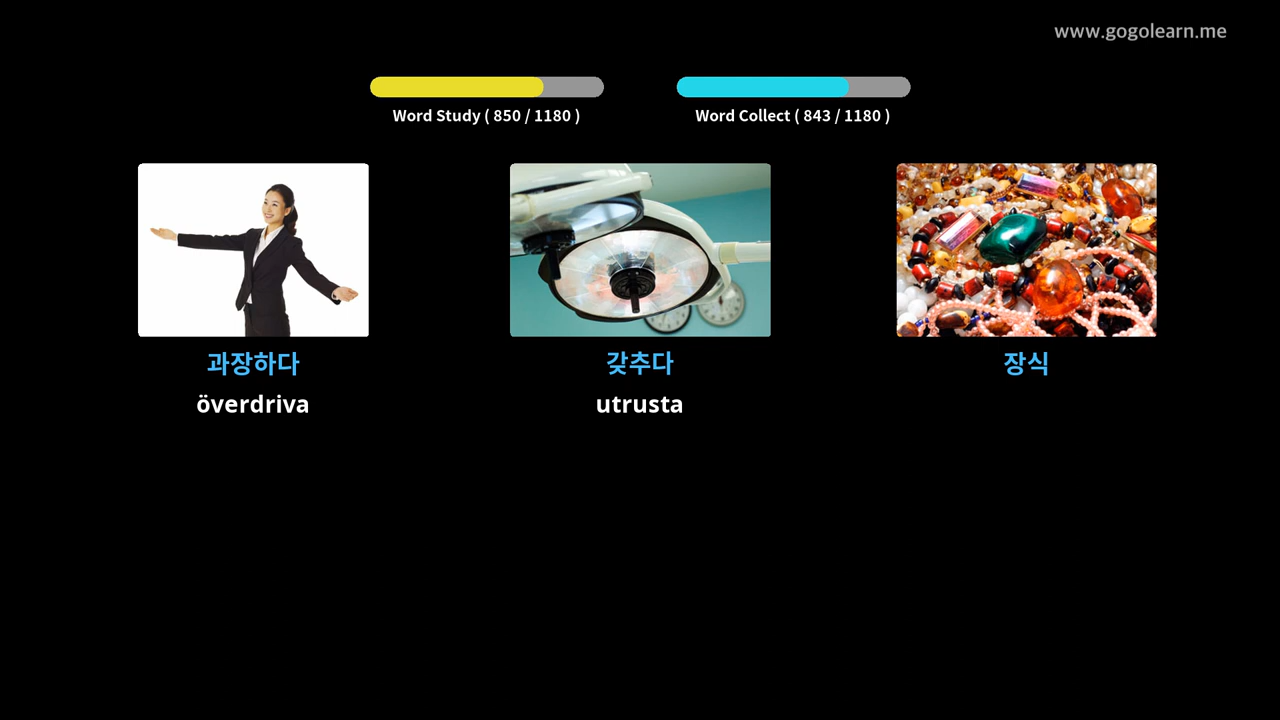 www.gogolearn.me
Word Study ( 850 / 1180 )
Word Collect ( 843 / 1180 )
과장하다
갖추다
장식
överdriva
utrusta